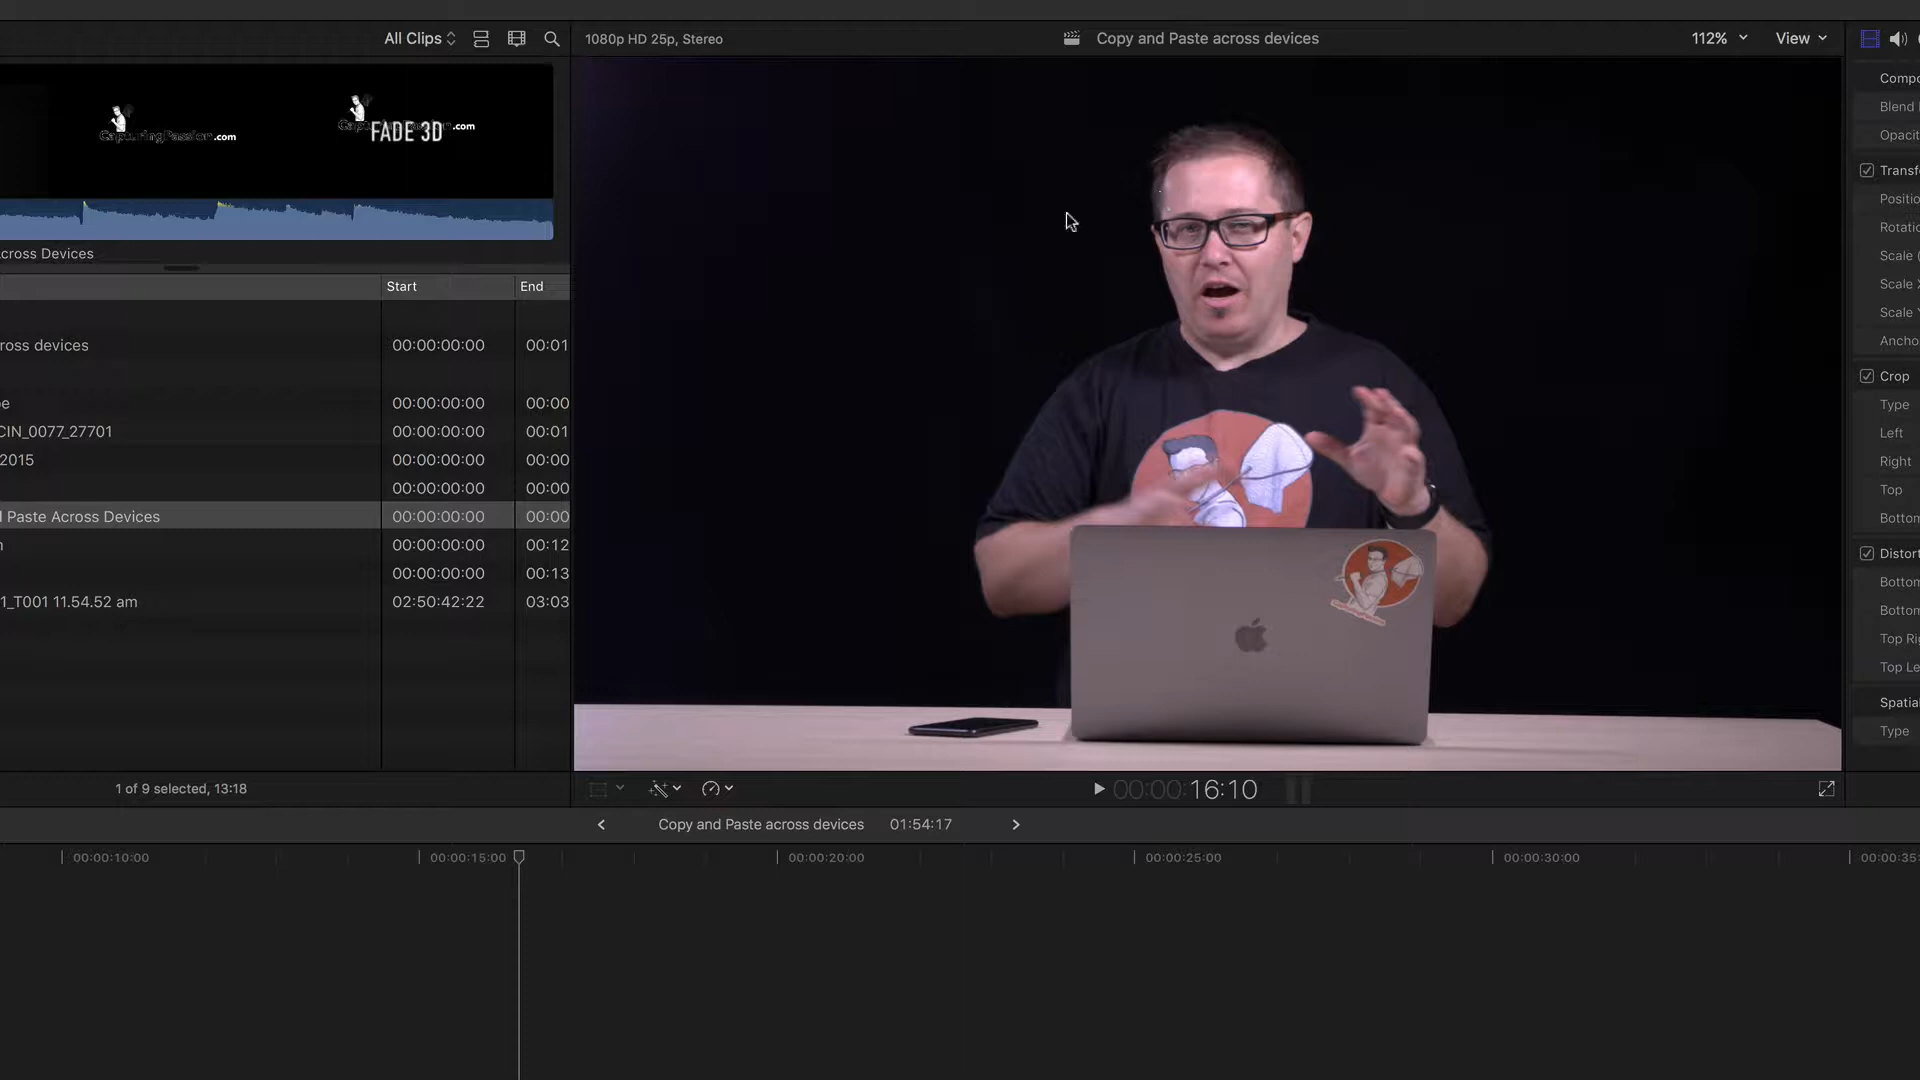 All Clips
1080p HD 25p, Stereo
Copy and Paste across devices
112%
View
CapturingPassion.com
.com
FADE 3D
cross Devices
Start
End
ross devices
00:00:00:00
00:01
e
00:00:00:00
00:00
CIN_0077_27701
00:00:00:00
00:01
2015
00:00:00:00
00:00
00:00:00:00
00:00
Paste Across Devices
00:00:00:00
00:00
00:00:00:00
00:12
00:00:00:00
00:13
1_T001 11.54.52 am
02:50:42:22
03:03
1 of 9 selected, 13:18
00:00:16:10
Compo
Blend
Opacit
Transf
Positio
Rotatio
Scale (
Scale X
Scale Y
Ancho
Crop
Type
Left
Right
Top
Bottom
Distort
Bottom
Bottom
Top Rig
Top Le
Spatial
Type
Copy and Paste across devices
01:54:17
00:00:10:00
00:00:15:00
00:00:20:00
00:00:25:00
00:00:30:00
00:00:35: